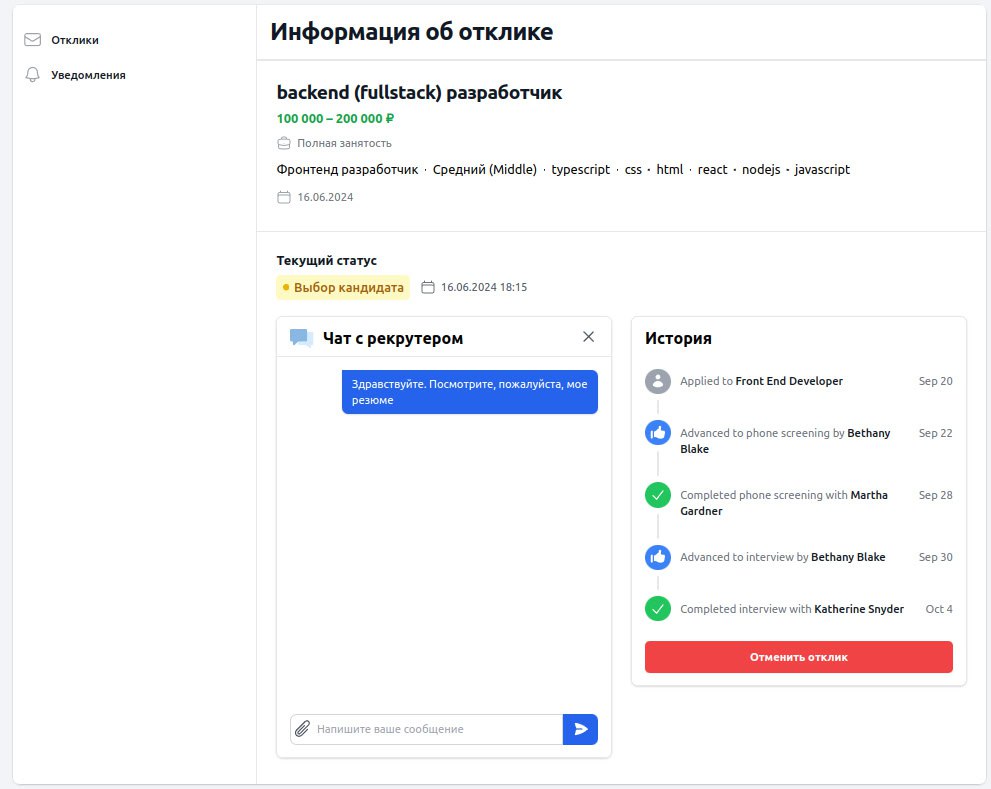 Отклики
Уведомления
Информация об отклике
backend (fullstack) разработчик
100 000 – 200 000 ₽
Полная занятость
Фронтенд разработчик · Средний (Middle) · typescript · css · html · react · nodejs · javascript
16.06.2024
Текущий статус
Выбор кандидата 16.06.2024 18:15
Чат с рекрутером
Здравствуйте. Посмотрите, пожалуйста, мое
резюме
Напишите ваше сообщение
История
Applied to Front End Developer Sep 20
Advanced to phone screening by Bethany Sep 22
Blake
Completed phone screening with Martha Sep 28
Gardner
Advanced to interview by Bethany Blake Sep 30
Completed interview with Katherine Snyder Oct 4
Отменить отклик